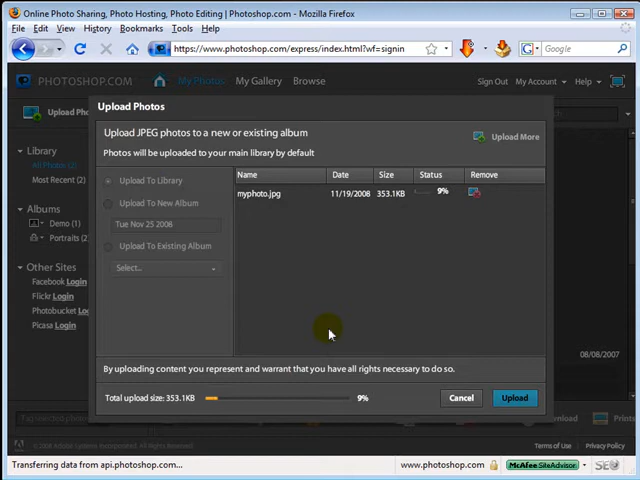 Online Photo Sharing, Photo Hosting, Photo Editing | Photoshop.com - Mozilla Firefox
File Edit View History Bookmarks Tools Help
https://www.photoshop.com/express/index.html?wf=signin
Google
PHOTOSHOP.COM My Photos My Gallery Browse Sign Out My Account Help
Upload Pho
Upload Photos
Upload JPEG photos to a new or existing album
Upload More
Photos will be uploaded to your main library by default
Library
All Photos (2)
Most Recent (2)
Albums
Demo (1)
Portraits (2)
Other Sites
Facebook Login
Flickr Login
Photobucket Login
Picasa Login
Upload To Library
Upload To New Album
Tue Nov 25 2008
Upload To Existing Album
Select...
Name Date Size Status Remove
myphoto.jpg 11/19/2008 353.1KB 9%
08/08/2007
By uploading content you represent and warrant that you have all rights necessary to do so.
Total upload size: 353.1KB 9% Cancel Upload
Tag selected
wnload Prints
Terms of Use Privacy Policy
Transferring data from api.photoshop.com... www.photoshop.com McAfee SiteAdvisor